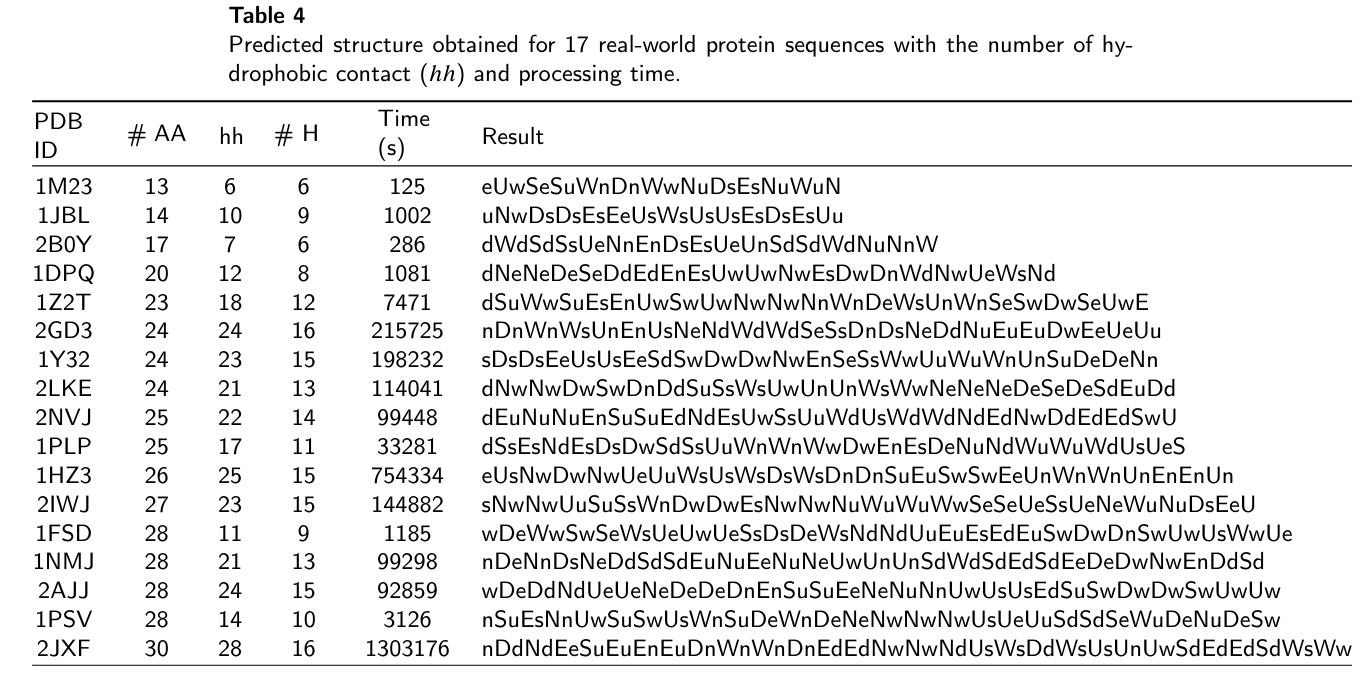 Table 4
Predicted structure obtained for 17 real-world protein sequences with the number of hy-
drophobic contact (hh) and processing time.
PDB ID # AA hh # H Time (s) Result
1M23 13 6 6 125 eUwSeSuWnDnWwNuDsEsNuWuN
1JBL 14 10 9 1002 uNwDsDsEsEeUsWsUsUsEsDsEsUu
2B0Y 17 7 6 286 dWdSdSsUeNnEnDsEsUeUnSdSdWdNuNnW
1DPQ 20 12 8 1081 dNeNeDeSeDdEdEnEsUwUwNwEsDwDnWdNwUeWsNd
1Z2T 23 18 12 7471 dSuWwSuEsEnUwSwUwNwNwNnWnDeWsUnWnSeSwDwSeUwE
2GD3 24 24 16 215725 nDnWnWsUnEnUsNeNdWdWdSeSsDnDsNeDdNuEuEuDwEeUeUu
1Y32 24 23 15 198232 sDsDsEeUsUsEeSdSwDwDwNwEnSeSsWwUuWuWnUnSuDeDeNn
2LKE 24 21 13 114041 dNwNwDwSwDnDdSuSsWsUwUnUnWsWwNeNeNeDeSeDeSdEuDd
2NVJ 25 22 14 99448 dEuNuNuEnSuSuEdNdEsUwSsUuWdUsWdWdNdEdNwDdEdEdSwU
1PLP 25 17 11 33281 dSsEsNdEsDsDwSdSsUuWnWnWwDwEnEsDeNuNdWuWuWdUsUeS
1HZ3 26 25 15 754334 eUsNwDwNwUeUuWsUsWsDsWsDnDnSuEuSwSwEeUnWnWnUnEnEnUn
2IWJ 27 23 15 144882 sNwNwUuSuSsWnDwDwEsNwNwNuWuWuWwSeSeUeSsUeNeWuNuDsEeU
1FSD 28 11 9 1185 wDeWwSwSeWsUeUwUeSsDsDeWsNdNdUuEuEsEdEuSwDwDnSwUwUsWwUe
1NMJ 28 21 13 99298 nDeNnDsNeDdSdSdEuNuEeNuNeUwUnUnSdWdSdEdSdEeDeDwNwEnDdSd
2AJJ 28 24 15 92859 wDeDdNdUeUeNeDeDeDnEnSuSuEeNeNuNnUwUsUsEdSuSwDwDwSwUwUw
1PSV 28 14 10 3126 nSuEsNnUwSuSwUsWnSuDeWnDeNeNwNwNwUsUeUuSdSdSeWuDeNuDeSw
2JXF 30 28 16 1303176 nDdNdEeSuEuEnEuDnWnWnDnEdEdNwNwNdUsWsDdWsUsUnUwSdEdEdSdWsWw